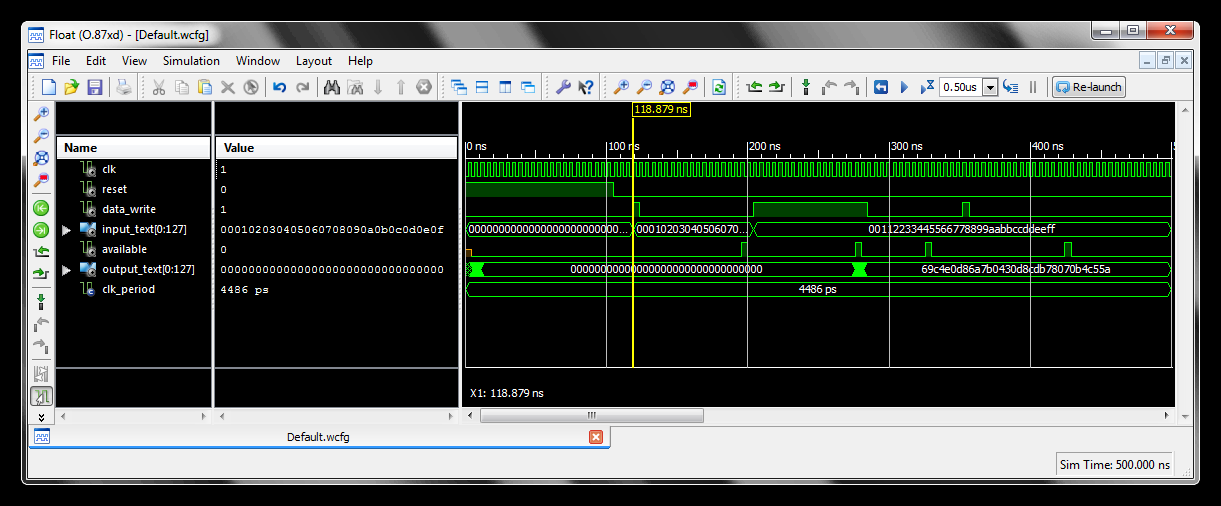 Float (O.87xd) - [Default.wcfg]
File Edit View Simulation Window Layout Help
0.50us Re-launch
118.879 ns
Name Value
0 ns 100 ns 200 ns 300 ns 400 ns
clk 1
reset 0
data_write 1
input_text[0:127] 000102030405060708090a0b0c0d0e0f 00000000000000000000000000... 00010203040506070... 00112233445566778899aabbccddeeff
available 0
output_text[0:127] 00000000000000000000000000000000 00000000000000000000000000000000 69c4e0d86a7b0430d8cdb78070b4c55a
clk_period 4486 ps 4486 ps
X1: 118.879 ns
Default.wcfg
Sim Time: 500.000 ns